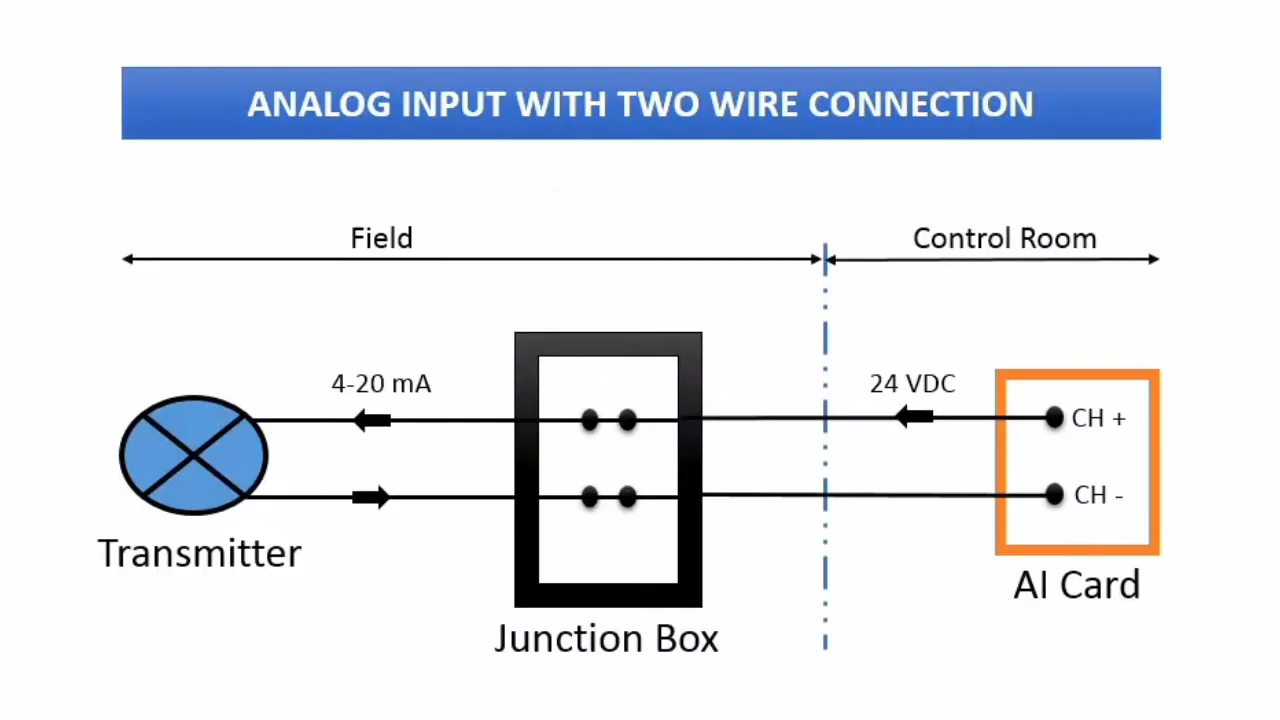 ANALOG INPUT WITH TWO WIRE CONNECTION
Field
Control Room
4-20 mA
24 VDC
CH +
CH -
Transmitter
AI Card
Junction Box